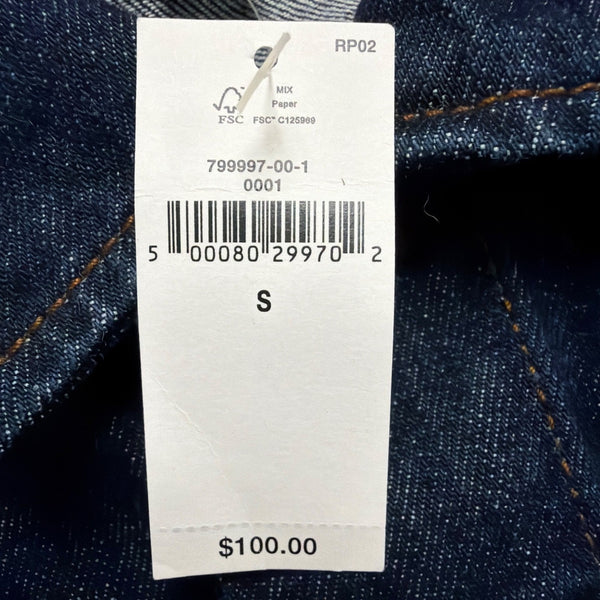 RP02
MIX
Paper
FSC FSC™ C125969
799997-00-1
0001
5 00080 29970 2
S
$100.00